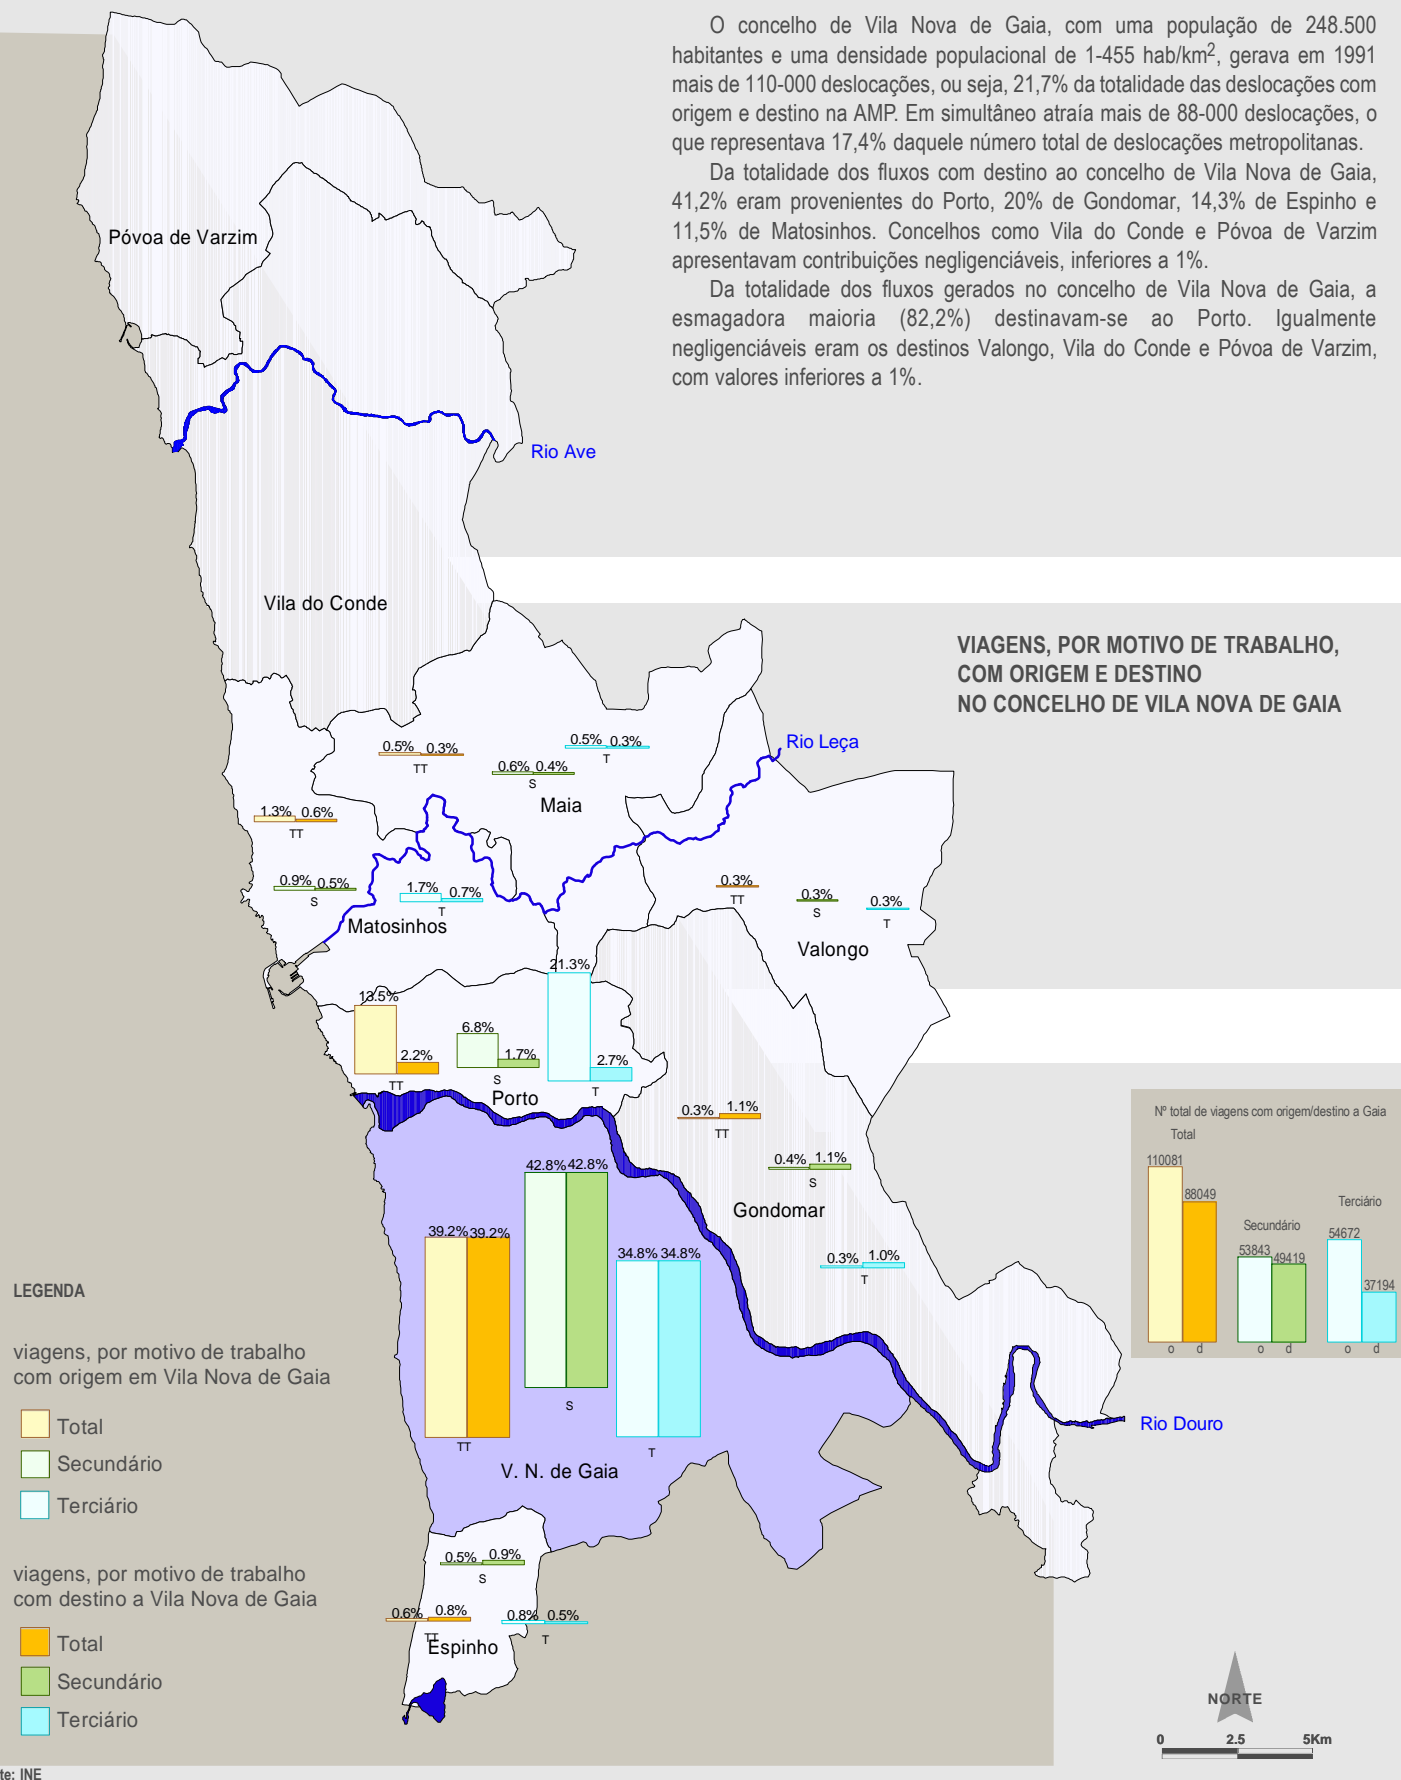 O concelho de Vila Nova de Gaia, com uma população de 248.500
habitantes e uma densidade populacional de 1-455 hab/km², gerava em 1991
mais de 110-000 deslocações, ou seja, 21,7% da totalidade das deslocações com
origem e destino na AMP. Em simultâneo atraía mais de 88-000 deslocações, o
que representava 17,4% daquele número total de deslocações metropolitanas.
Da totalidade dos fluxos com destino ao concelho de Vila Nova de Gaia,
41,2% eram provenientes do Porto, 20% de Gondomar, 14,3% de Espinho e
11,5% de Matosinhos. Concelhos como Vila do Conde e Póvoa de Varzim
apresentavam contribuições negligenciáveis, inferiores a 1%.
Da totalidade dos fluxos gerados no concelho de Vila Nova de Gaia, a
esmagadora maioria (82,2%) destinavam-se ao Porto. Igualmente
negligenciáveis eram os destinos Valongo, Vila do Conde e Póvoa de Varzim,
com valores inferiores a 1%.
Póvoa de Varzim
Rio Ave
Vila do Conde
VIAGENS, POR MOTIVO DE TRABALHO,
COM ORIGEM E DESTINO
NO CONCELHO DE VILA NOVA DE GAIA
0.5% 0.3%
TT
0.6% 0.4%
S
0.5% 0.3%
T
Maia
Rio Leça
1.3% 0.6%
TT
0.9% 0.5%
S
1.7% 0.7%
T
Matosinhos
0.3%
TT
0.3%
S
0.3%
T
Valongo
13.5%
2.2%
TT
6.8%
1.7%
S
21.3%
2.7%
T
Porto
0.3% 1.1%
TT
0.4% 1.1%
S
Gondomar
0.3% 1.0%
T
39.2% 39.2%
TT
42.8% 42.8%
S
34.8% 34.8%
T
V. N. de Gaia
Nº total de viagens com origem/destino a Gaia
Total
110081
88049
o d
Secundário
53843
49419
o d
Terciário
54672
37194
o d
Rio Douro
0.5% 0.9%
S
0.6% 0.8%
TT
0.8% 0.5%
T
Espinho
LEGENDA
viagens, por motivo de trabalho
com origem em Vila Nova de Gaia
Total
Secundário
Terciário
viagens, por motivo de trabalho
com destino a Vila Nova de Gaia
Total
Secundário
Terciário
NORTE
0 2.5 5Km
te: INE